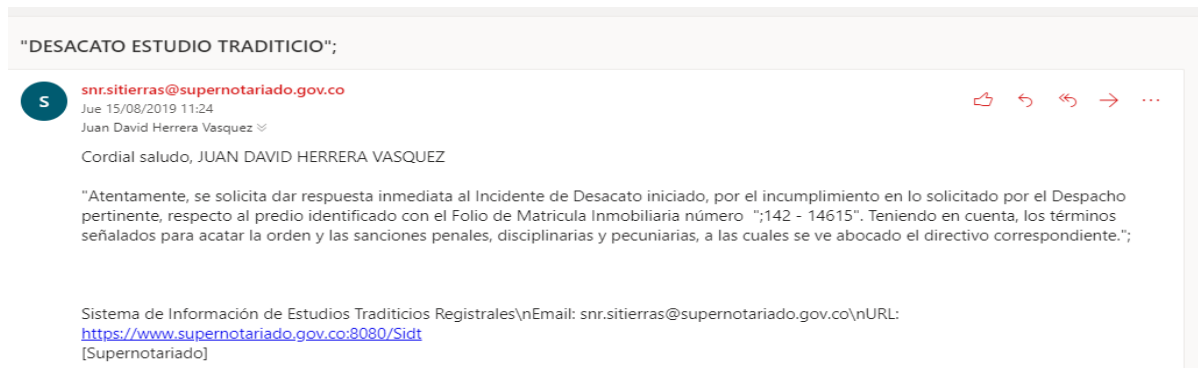 "DESACATO ESTUDIO TRADITICIO";
S
snr.sitierras@supernotariado.gov.co
Jue 15/08/2019 11:24
Juan David Herrera Vasquez
Cordial saludo, JUAN DAVID HERRERA VASQUEZ
"Atentamente, se solicita dar respuesta inmediata al Incidente de Desacato iniciado, por el incumplimiento en lo solicitado por el Despacho
pertinente, respecto al predio identificado con el Folio de Matricula Inmobiliaria número ";142 - 14615". Teniendo en cuenta, los términos
señalados para acatar la orden y las sanciones penales, disciplinarias y pecuniarias, a las cuales se ve abocado el directivo correspondiente.";
Sistema de Información de Estudios Traditicios Registrales\nEmail: snr.sitierras@supernotariado.gov.co\nURL:
https://www.supernotariado.gov.co:8080/Sidt
[Supernotariado]